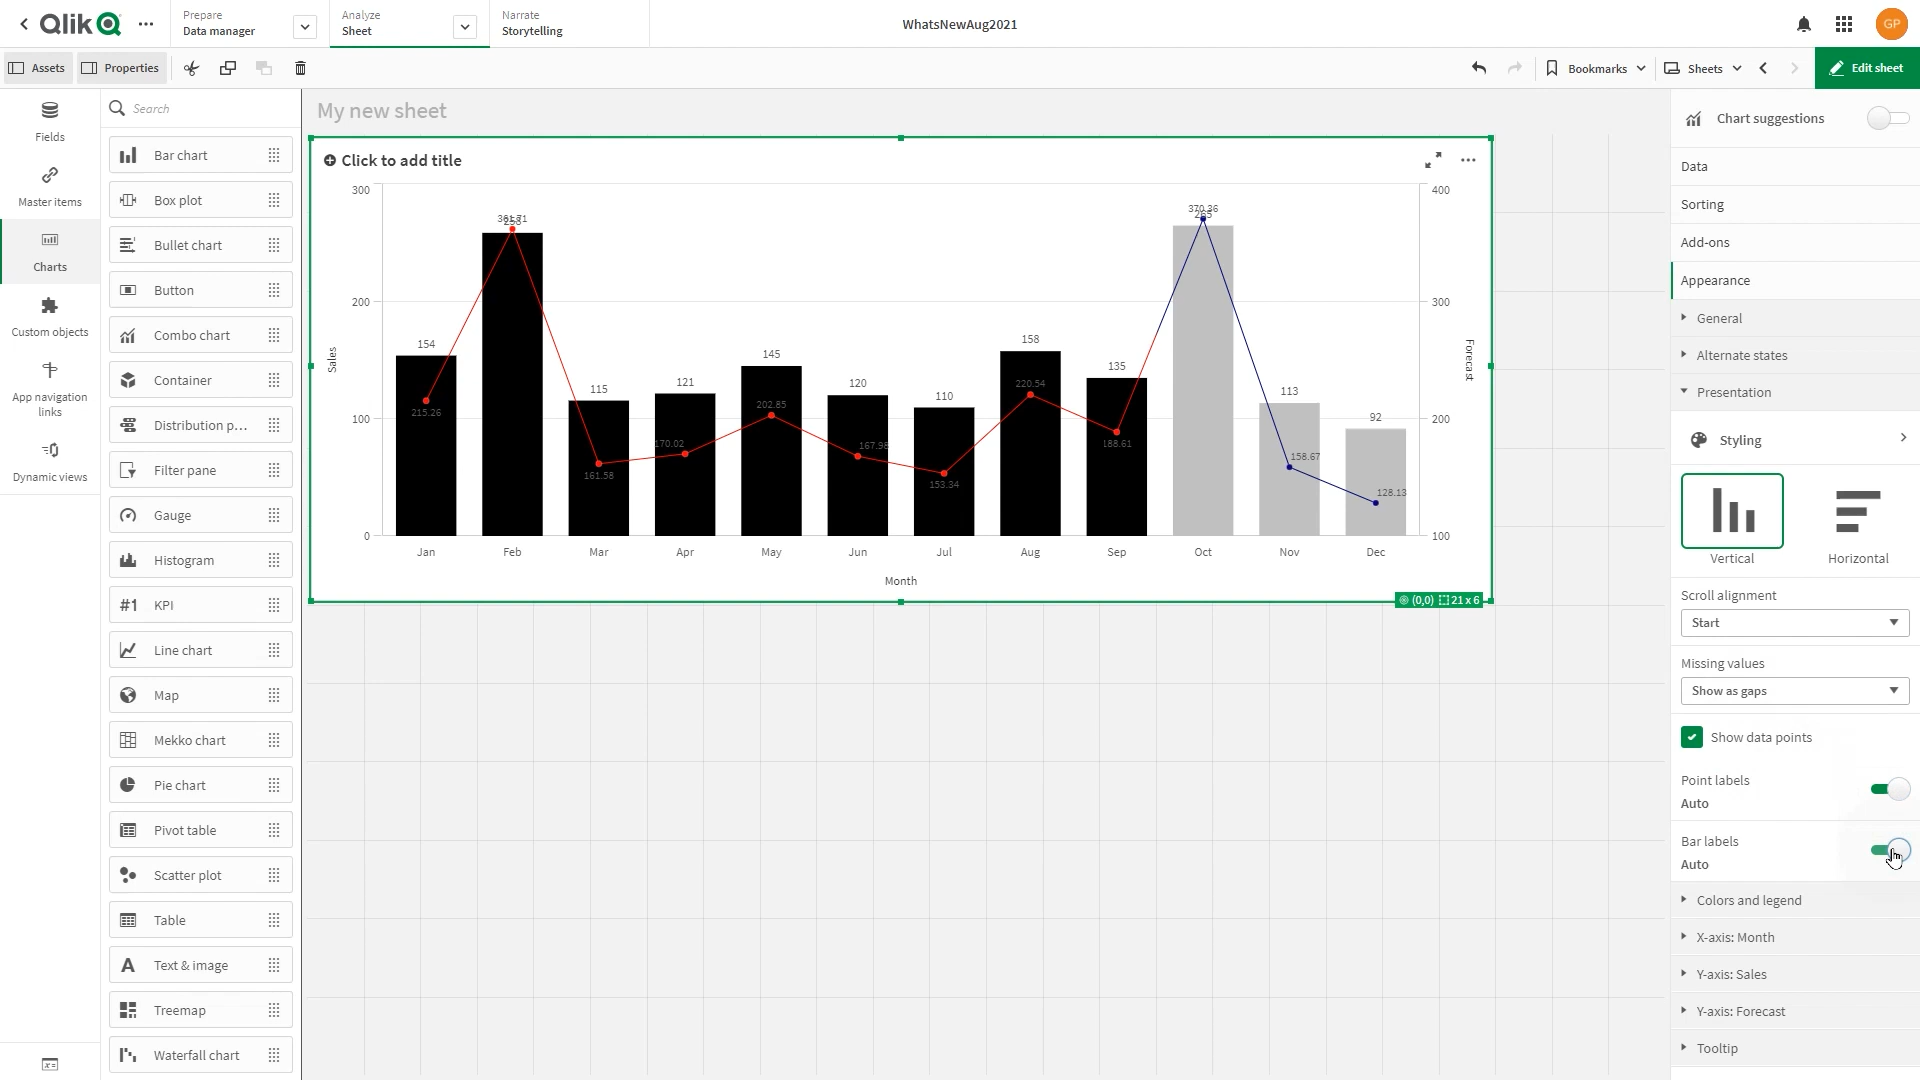 Qlik
Prepare
Data manager
Analyze
Sheet
Narrate
Storytelling
WhatsNewAug2021
GP
Assets
Properties
Bookmarks
Sheets
Edit sheet
Fields
Master items
Charts
Custom objects
App navigation
links
Dynamic views
Search
Bar chart
Box plot
Bullet chart
Button
Combo chart
Container
Distribution p...
Filter pane
Gauge
Histogram
#1 KPI
Line chart
Map
Mekko chart
Pie chart
Pivot table
Scatter plot
Table
A Text & image
Treemap
Waterfall chart
My new sheet
Click to add title
300
200
100
0
Sales
154
115
121
145
120
110
158
135
113
92
215.26
161.58
170.02
202.85
167.98
153.34
220.54
188.61
370.36
158.67
128.13
400
300
200
100
Forecast
Jan Feb Mar Apr May Jun Jul Aug Sep Oct Nov Dec
Month
(0,0) 21 x 6
Chart suggestions
Data
Sorting
Add-ons
Appearance
General
Alternate states
Presentation
Styling
Vertical
Horizontal
Scroll alignment
Start
Missing values
Show as gaps
Show data points
Point labels
Auto
Bar labels
Auto
Colors and legend
X-axis: Month
Y-axis: Sales
Y-axis: Forecast
Tooltip